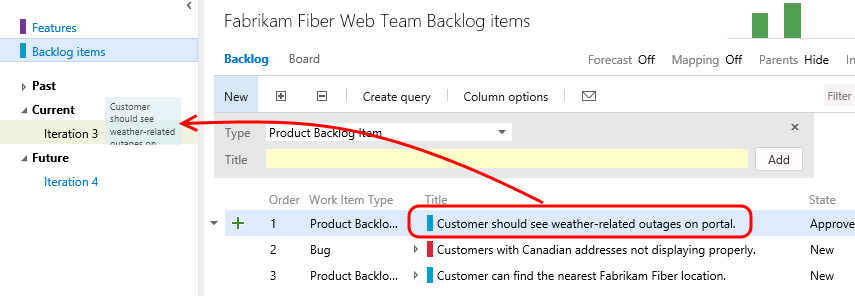 Fabrikam Fiber Web Team Backlog items
Features
Backlog items
Past
Current
Iteration 3
Customer
should see
weather-related
outages on
Future
Iteration 4
Backlog Board Forecast Off Mapping Off Parents Hide In
New Create query Column options Filter
Type Product Backlog Item
Title Add
Order Work Item Type Title State
1 Product Backlo... Customer should see weather-related outages on portal. Approve
2 Bug Customers with Canadian addresses not displaying properly. New
3 Product Backlo... Customer can find the nearest Fabrikam Fiber location. New